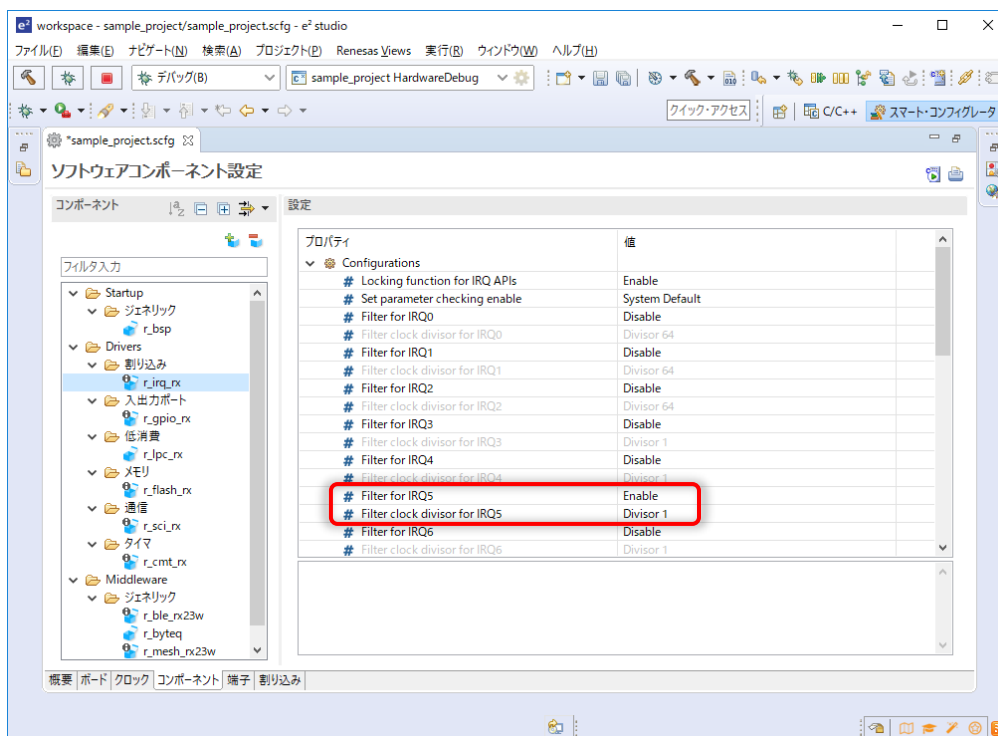 workspace - sample_project/sample_project.scfg - e² studio
ファイル(F) 編集(E) ナビゲート(N) 検索(A) プロジェクト(P) Renesas Views 実行(R) ウィンドウ(W) ヘルプ(H)
デバッグ(B) sample_project HardwareDebug
クイック・アクセス C/C++ スマート・コンフィグレータ
*sample_project.scfg
ソフトウェアコンポーネント設定
コンポーネント
設定
フィルタ入力
Startup
ジェネリック
r_bsp
Drivers
割り込み
r_irq_rx
入出力ポート
r_gpio_rx
低消費
r_lpc_rx
メモリ
r_flash_rx
通信
r_sci_rx
タイマ
r_cmt_rx
Middleware
ジェネリック
r_ble_rx23w
r_byteq
r_mesh_rx23w
プロパティ 値
Configurations
# Locking function for IRQ APIs Enable
# Set parameter checking enable System Default
# Filter for IRQ0 Disable
# Filter clock divisor for IRQ0 Divisor 64
# Filter for IRQ1 Disable
# Filter clock divisor for IRQ1 Divisor 64
# Filter for IRQ2 Disable
# Filter clock divisor for IRQ2 Divisor 64
# Filter for IRQ3 Disable
# Filter clock divisor for IRQ3 Divisor 1
# Filter for IRQ4 Disable
# Filter clock divisor for IRQ4 Divisor 1
# Filter for IRQ5 Enable
# Filter clock divisor for IRQ5 Divisor 1
# Filter for IRQ6 Disable
# Filter clock divisor for IRQ6 Divisor 1
概要 ボード クロック コンポーネント 端子 割り込み